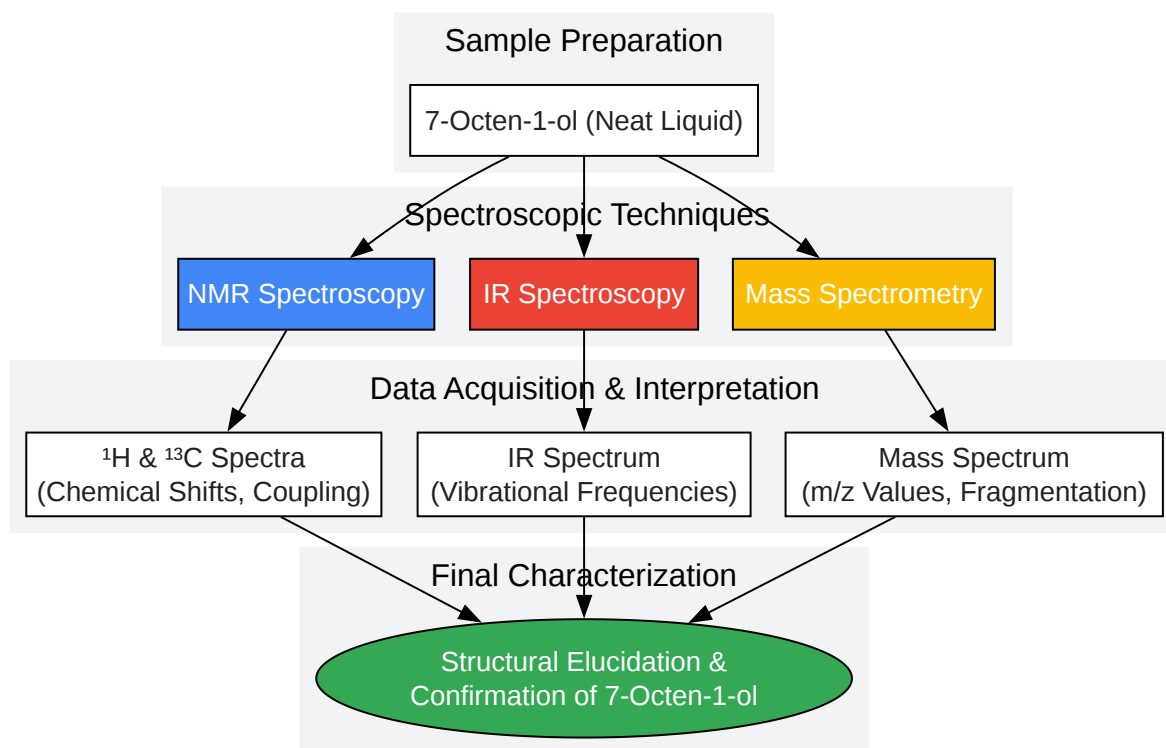 Sample Preparation
7-Octen-1-ol (Neat Liquid)
Spectroscopic Techniques
NMR Spectroscopy
IR Spectroscopy
Mass Spectrometry
Data Acquisition & Interpretation
¹H & ¹³C Spectra
(Chemical Shifts, Coupling)
IR Spectrum
(Vibrational Frequencies)
Mass Spectrum
(m/z Values, Fragmentation)
Final Characterization
Structural Elucidation &
Confirmation of 7-Octen-1-ol